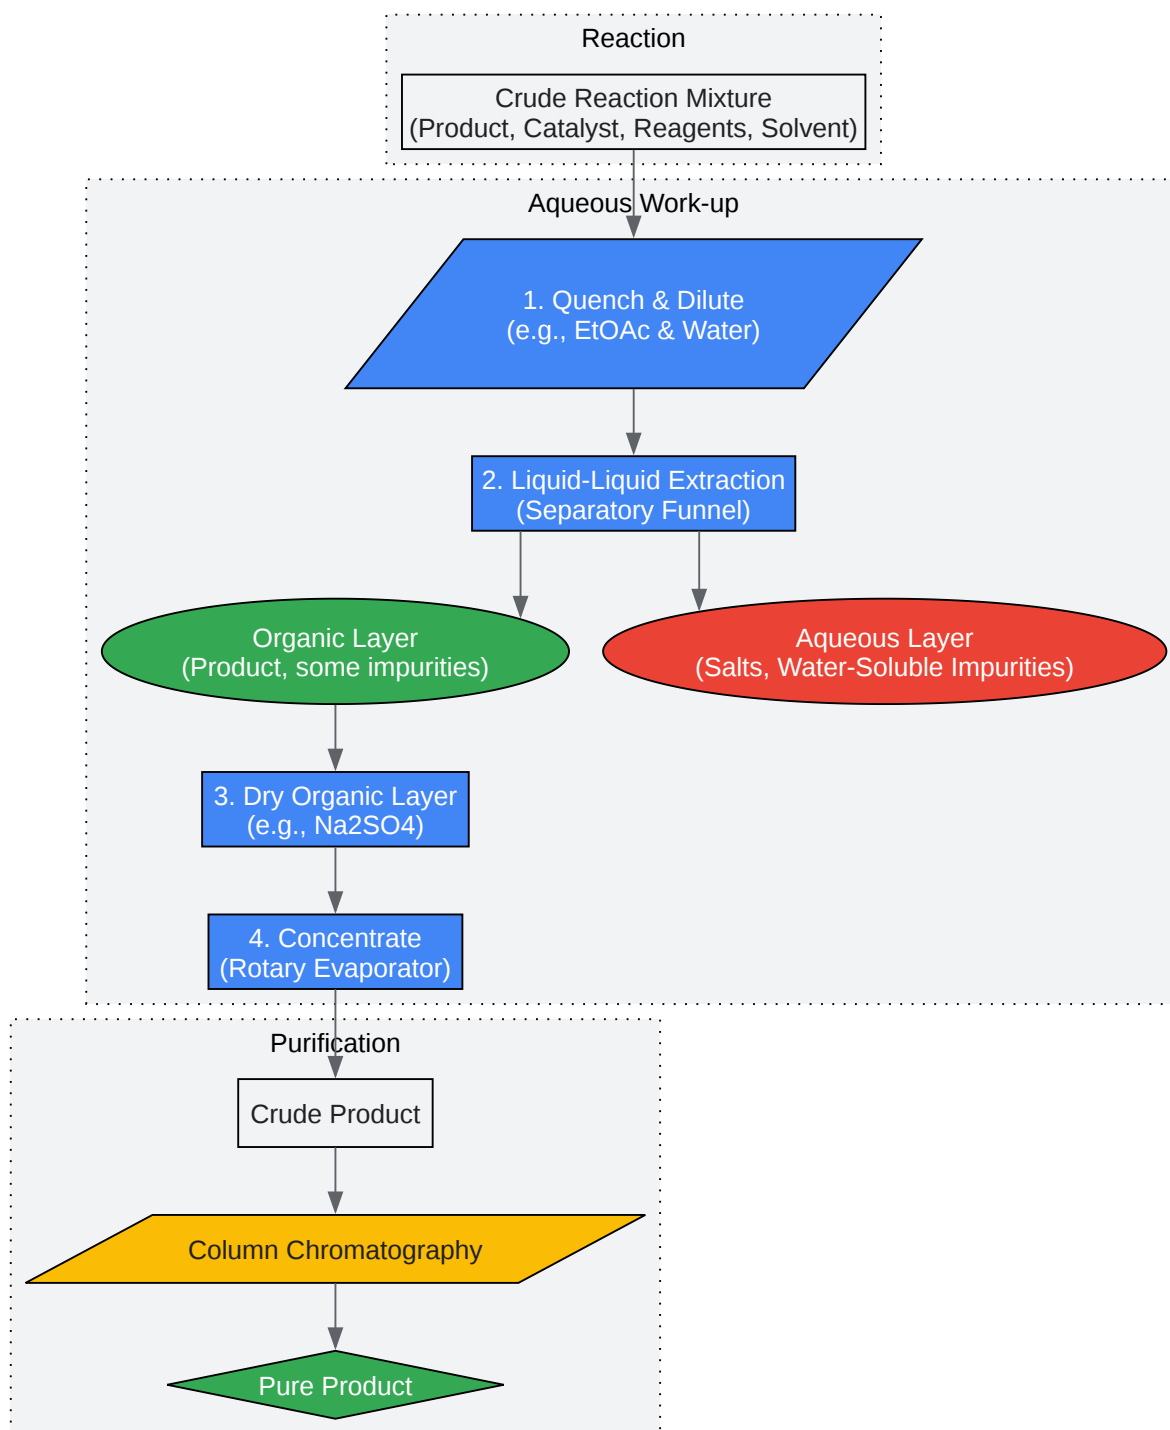 Reaction
Crude Reaction Mixture
(Product, Catalyst, Reagents, Solvent)
Aqueous Work-up
1. Quench & Dilute
(e.g., EtOAc & Water)
2. Liquid-Liquid Extraction
(Separatory Funnel)
Organic Layer
(Product, some impurities)
Aqueous Layer
(Salts, Water-Soluble Impurities)
3. Dry Organic Layer
(e.g., Na2SO4)
4. Concentrate
(Rotary Evaporator)
Purification
Crude Product
Column Chromatography
Pure Product